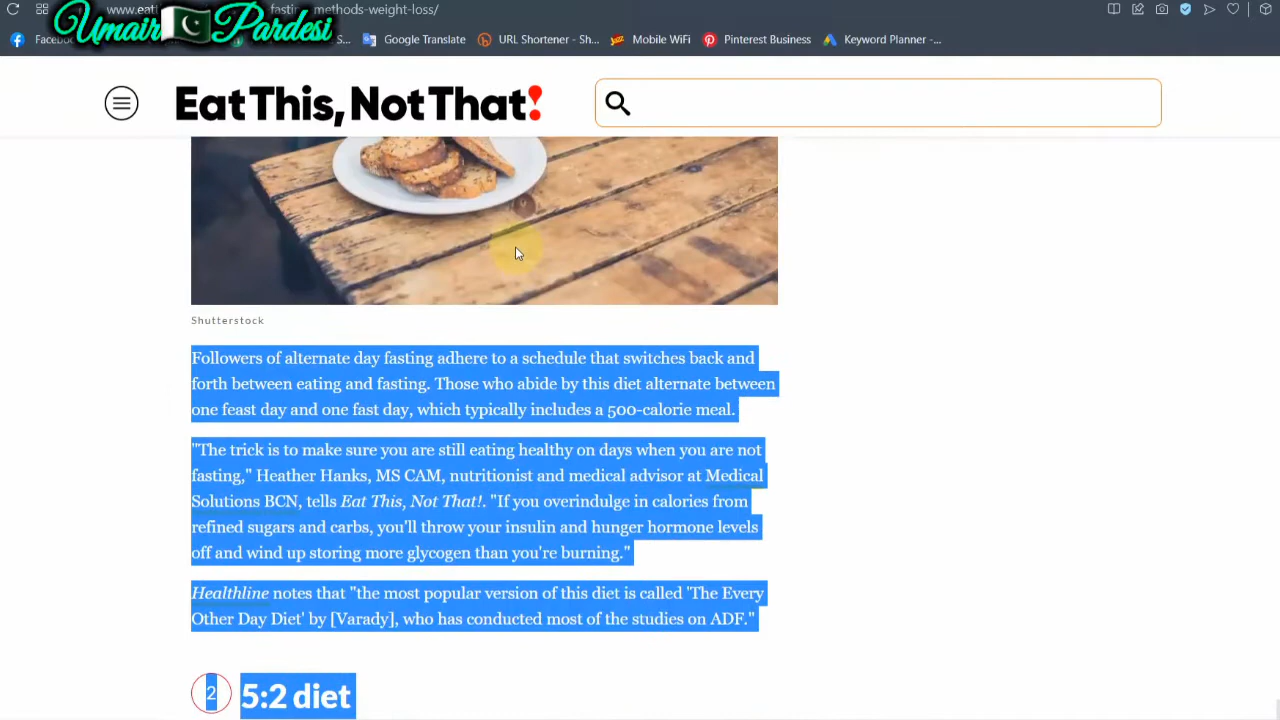 www.eatt
fasting-methods-weight-loss/
Umair Pardesi
Facebo
S...
Google Translate
URL Shortener - Sh...
Mobile WiFi
Pinterest Business
Keyword Planner -...
Eat This, Not That!
Shutterstock
Followers of alternate day fasting adhere to a schedule that switches back and
forth between eating and fasting. Those who abide by this diet alternate between
one feast day and one fast day, which typically includes a 500-calorie meal.
"The trick is to make sure you are still eating healthy on days when you are not
fasting," Heather Hanks, MS CAM, nutritionist and medical advisor at Medical
Solutions BCN, tells Eat This, Not That!. "If you overindulge in calories from
refined sugars and carbs, you'll throw your insulin and hunger hormone levels
off and wind up storing more glycogen than you're burning."
Healthline notes that "the most popular version of this diet is called 'The Every
Other Day Diet' by [Varady], who has conducted most of the studies on ADF."
2 5:2 diet